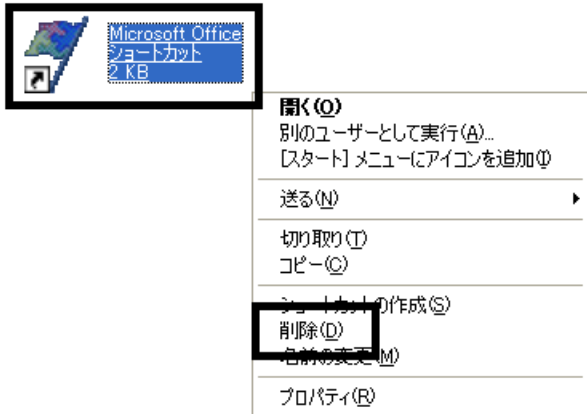 Microsoft Office
ショートカット
2 KB
開く(O)
別のユーザーとして実行(A)...
[スタート] メニューにアイコンを追加(I)
送る(N)
切り取り(T)
コピー(C)
ショートカットの作成(S)
削除(D)
名前の変更(M)
プロパティ(R)